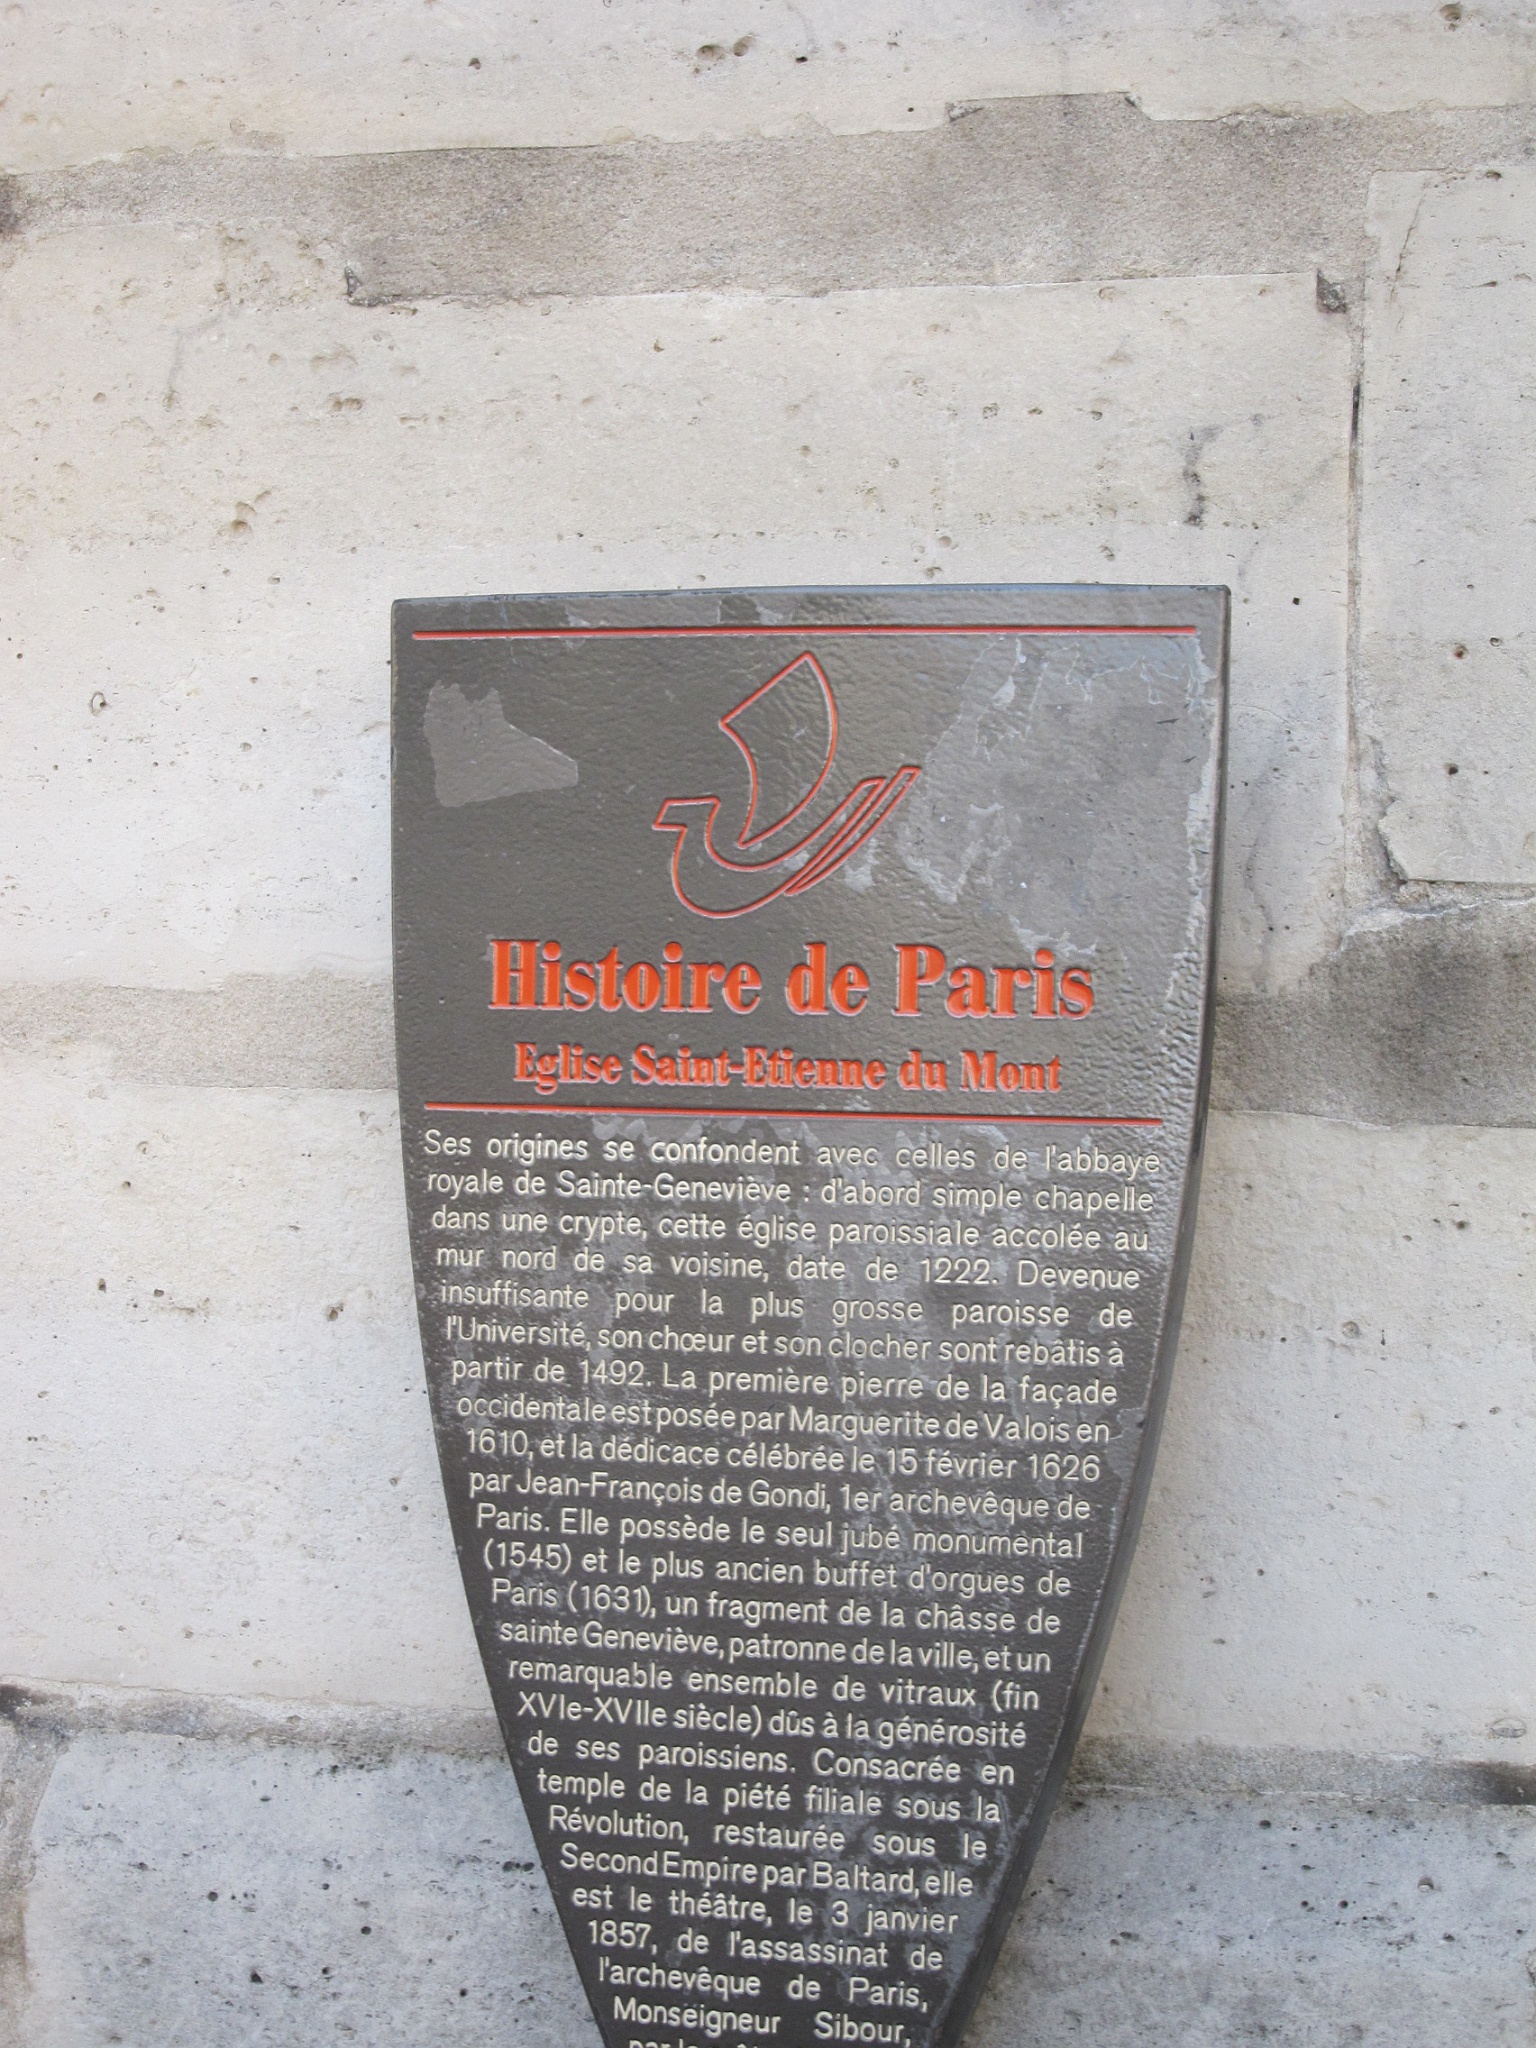 Histoire de Paris
Eglise Saint-Etienne du Mont
Ses origines se confondent avec celles de l'abbaye
royale de Sainte-Geneviève : d'abord simple chapelle
dans une crypte, cette église paroissiale accolée au
mur nord de sa voisine, date de 1222. Devenue
insuffisante pour la plus grosse paroisse de
l'Université, son chœur et son clocher sont rebâtis à
partir de 1492. La première pierre de la façade
occidentale est posée par Marguerite de Valois en
1610, et la dédicace célébrée le 15 février 1626
par Jean-François de Gondi, 1er archevêque de
Paris. Elle possède le seul jubé monumental
(1545) et le plus ancien buffet d'orgues de
Paris (1631), un fragment de la châsse de
sainte Geneviève, patronne de la ville, et un
remarquable ensemble de vitraux (fin
XVIe-XVIIe siècle) dûs à la générosité
de ses paroissiens. Consacrée en
temple de la piété filiale sous la
Révolution, restaurée sous le
Second Empire par Baltard, elle
est le théâtre, le 3 janvier
1857, de l'assassinat de
l'archevêque de Paris,
Monseigneur Sibour,